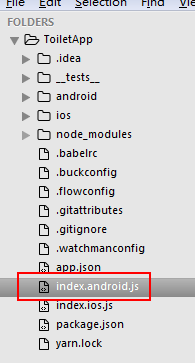 File Edit Selection Find View
FOLDERS
ToiletApp
.idea
__tests__
android
ios
node_modules
.babelrc
.buckconfig
.flowconfig
.gitattributes
.gitignore
.watchmanconfig
app.json
index.android.js
index.ios.js
package.json
yarn.lock